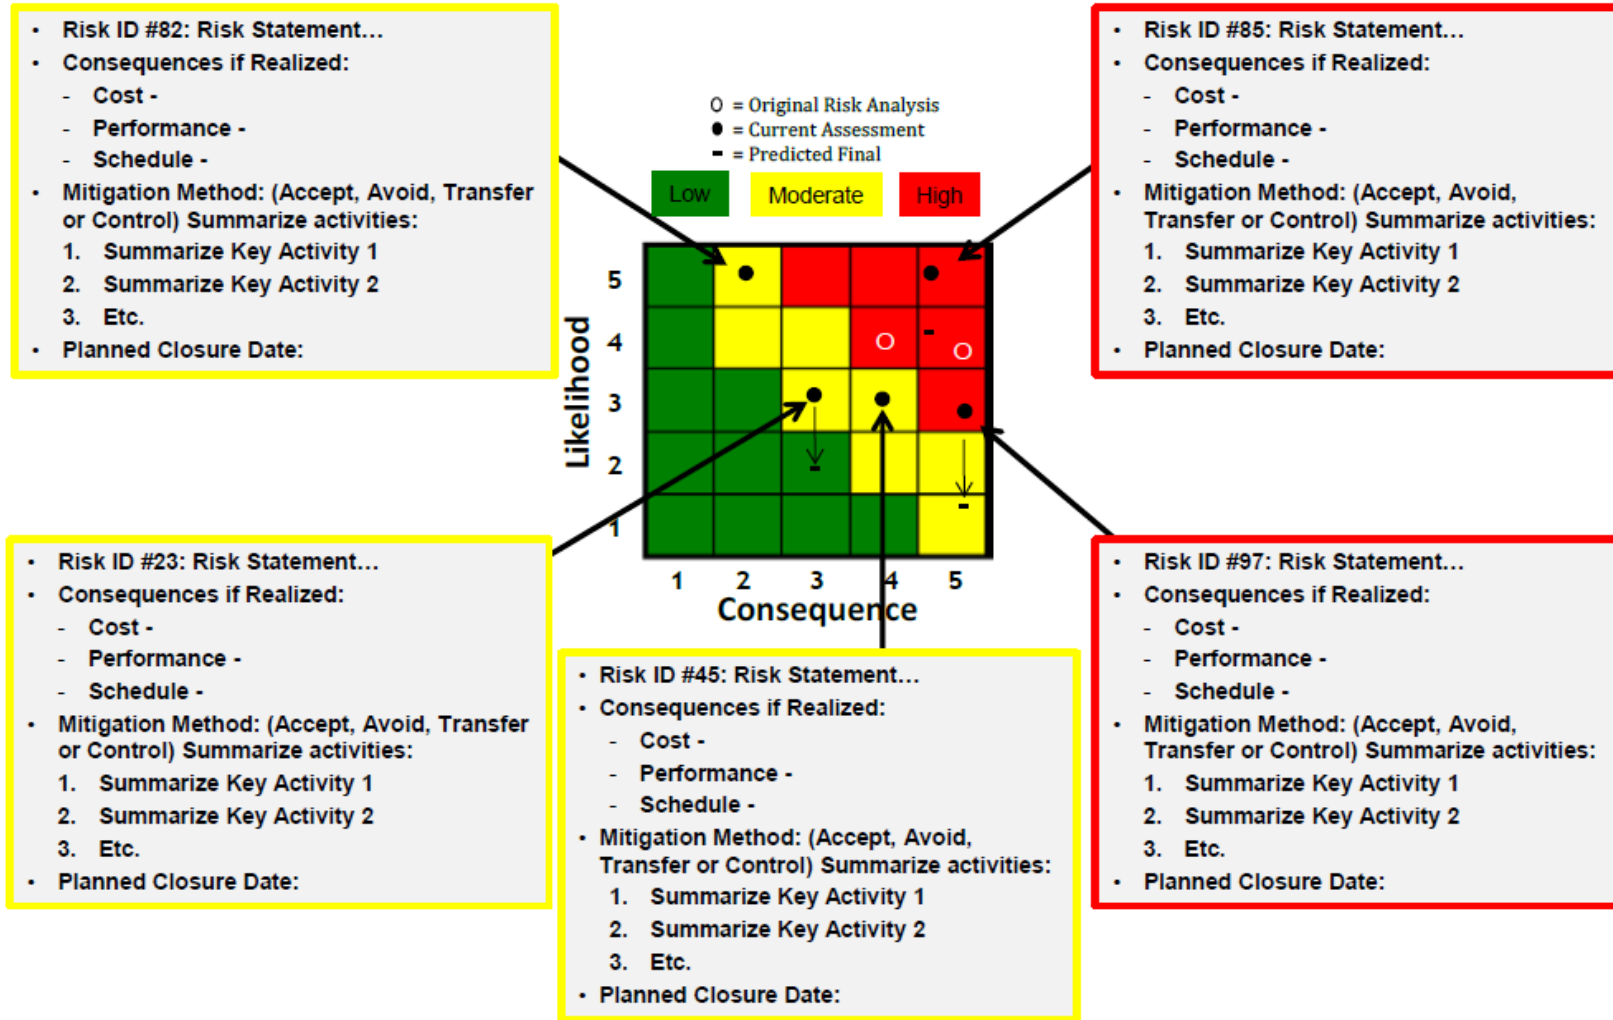 • Risk ID #82: Risk Statement…
• Consequences if Realized:
- Cost -
- Performance -
- Schedule -
• Mitigation Method: (Accept, Avoid, Transfer
or Control) Summarize activities:
1. Summarize Key Activity 1
2. Summarize Key Activity 2
3. Etc.
• Planned Closure Date:
O = Original Risk Analysis
● = Current Assessment
- = Predicted Final
Low Moderate High
• Risk ID #85: Risk Statement…
• Consequences if Realized:
- Cost -
- Performance -
- Schedule -
• Mitigation Method: (Accept, Avoid,
Transfer or Control) Summarize activities:
1. Summarize Key Activity 1
2. Summarize Key Activity 2
3. Etc.
• Planned Closure Date:
Likelihood
5
4
3
2
1
1 2 3 4 5
Consequence
• Risk ID #23: Risk Statement…
• Consequences if Realized:
- Cost -
- Performance -
- Schedule -
• Mitigation Method: (Accept, Avoid, Transfer
or Control) Summarize activities:
1. Summarize Key Activity 1
2. Summarize Key Activity 2
3. Etc.
• Planned Closure Date:
• Risk ID #45: Risk Statement…
• Consequences if Realized:
- Cost -
- Performance -
- Schedule -
• Mitigation Method: (Accept, Avoid,
Transfer or Control) Summarize activities:
1. Summarize Key Activity 1
2. Summarize Key Activity 2
3. Etc.
• Planned Closure Date:
• Risk ID #97: Risk Statement…
• Consequences if Realized:
- Cost -
- Performance -
- Schedule -
• Mitigation Method: (Accept, Avoid,
Transfer or Control) Summarize activities:
1. Summarize Key Activity 1
2. Summarize Key Activity 2
3. Etc.
• Planned Closure Date: